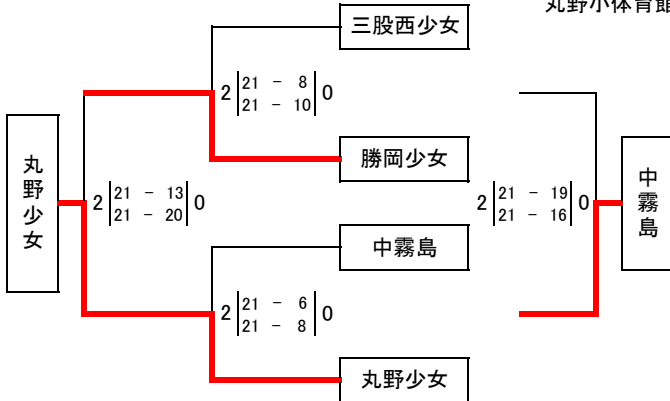 丸野小体育館
三股西少女
2 21 - 8 0
21 - 10
勝岡少女
丸野少女
2 21 - 13 0
21 - 20
2 21 - 19 0
21 - 16
中霧島
中霧島
2 21 - 6 0
21 - 8
丸野少女